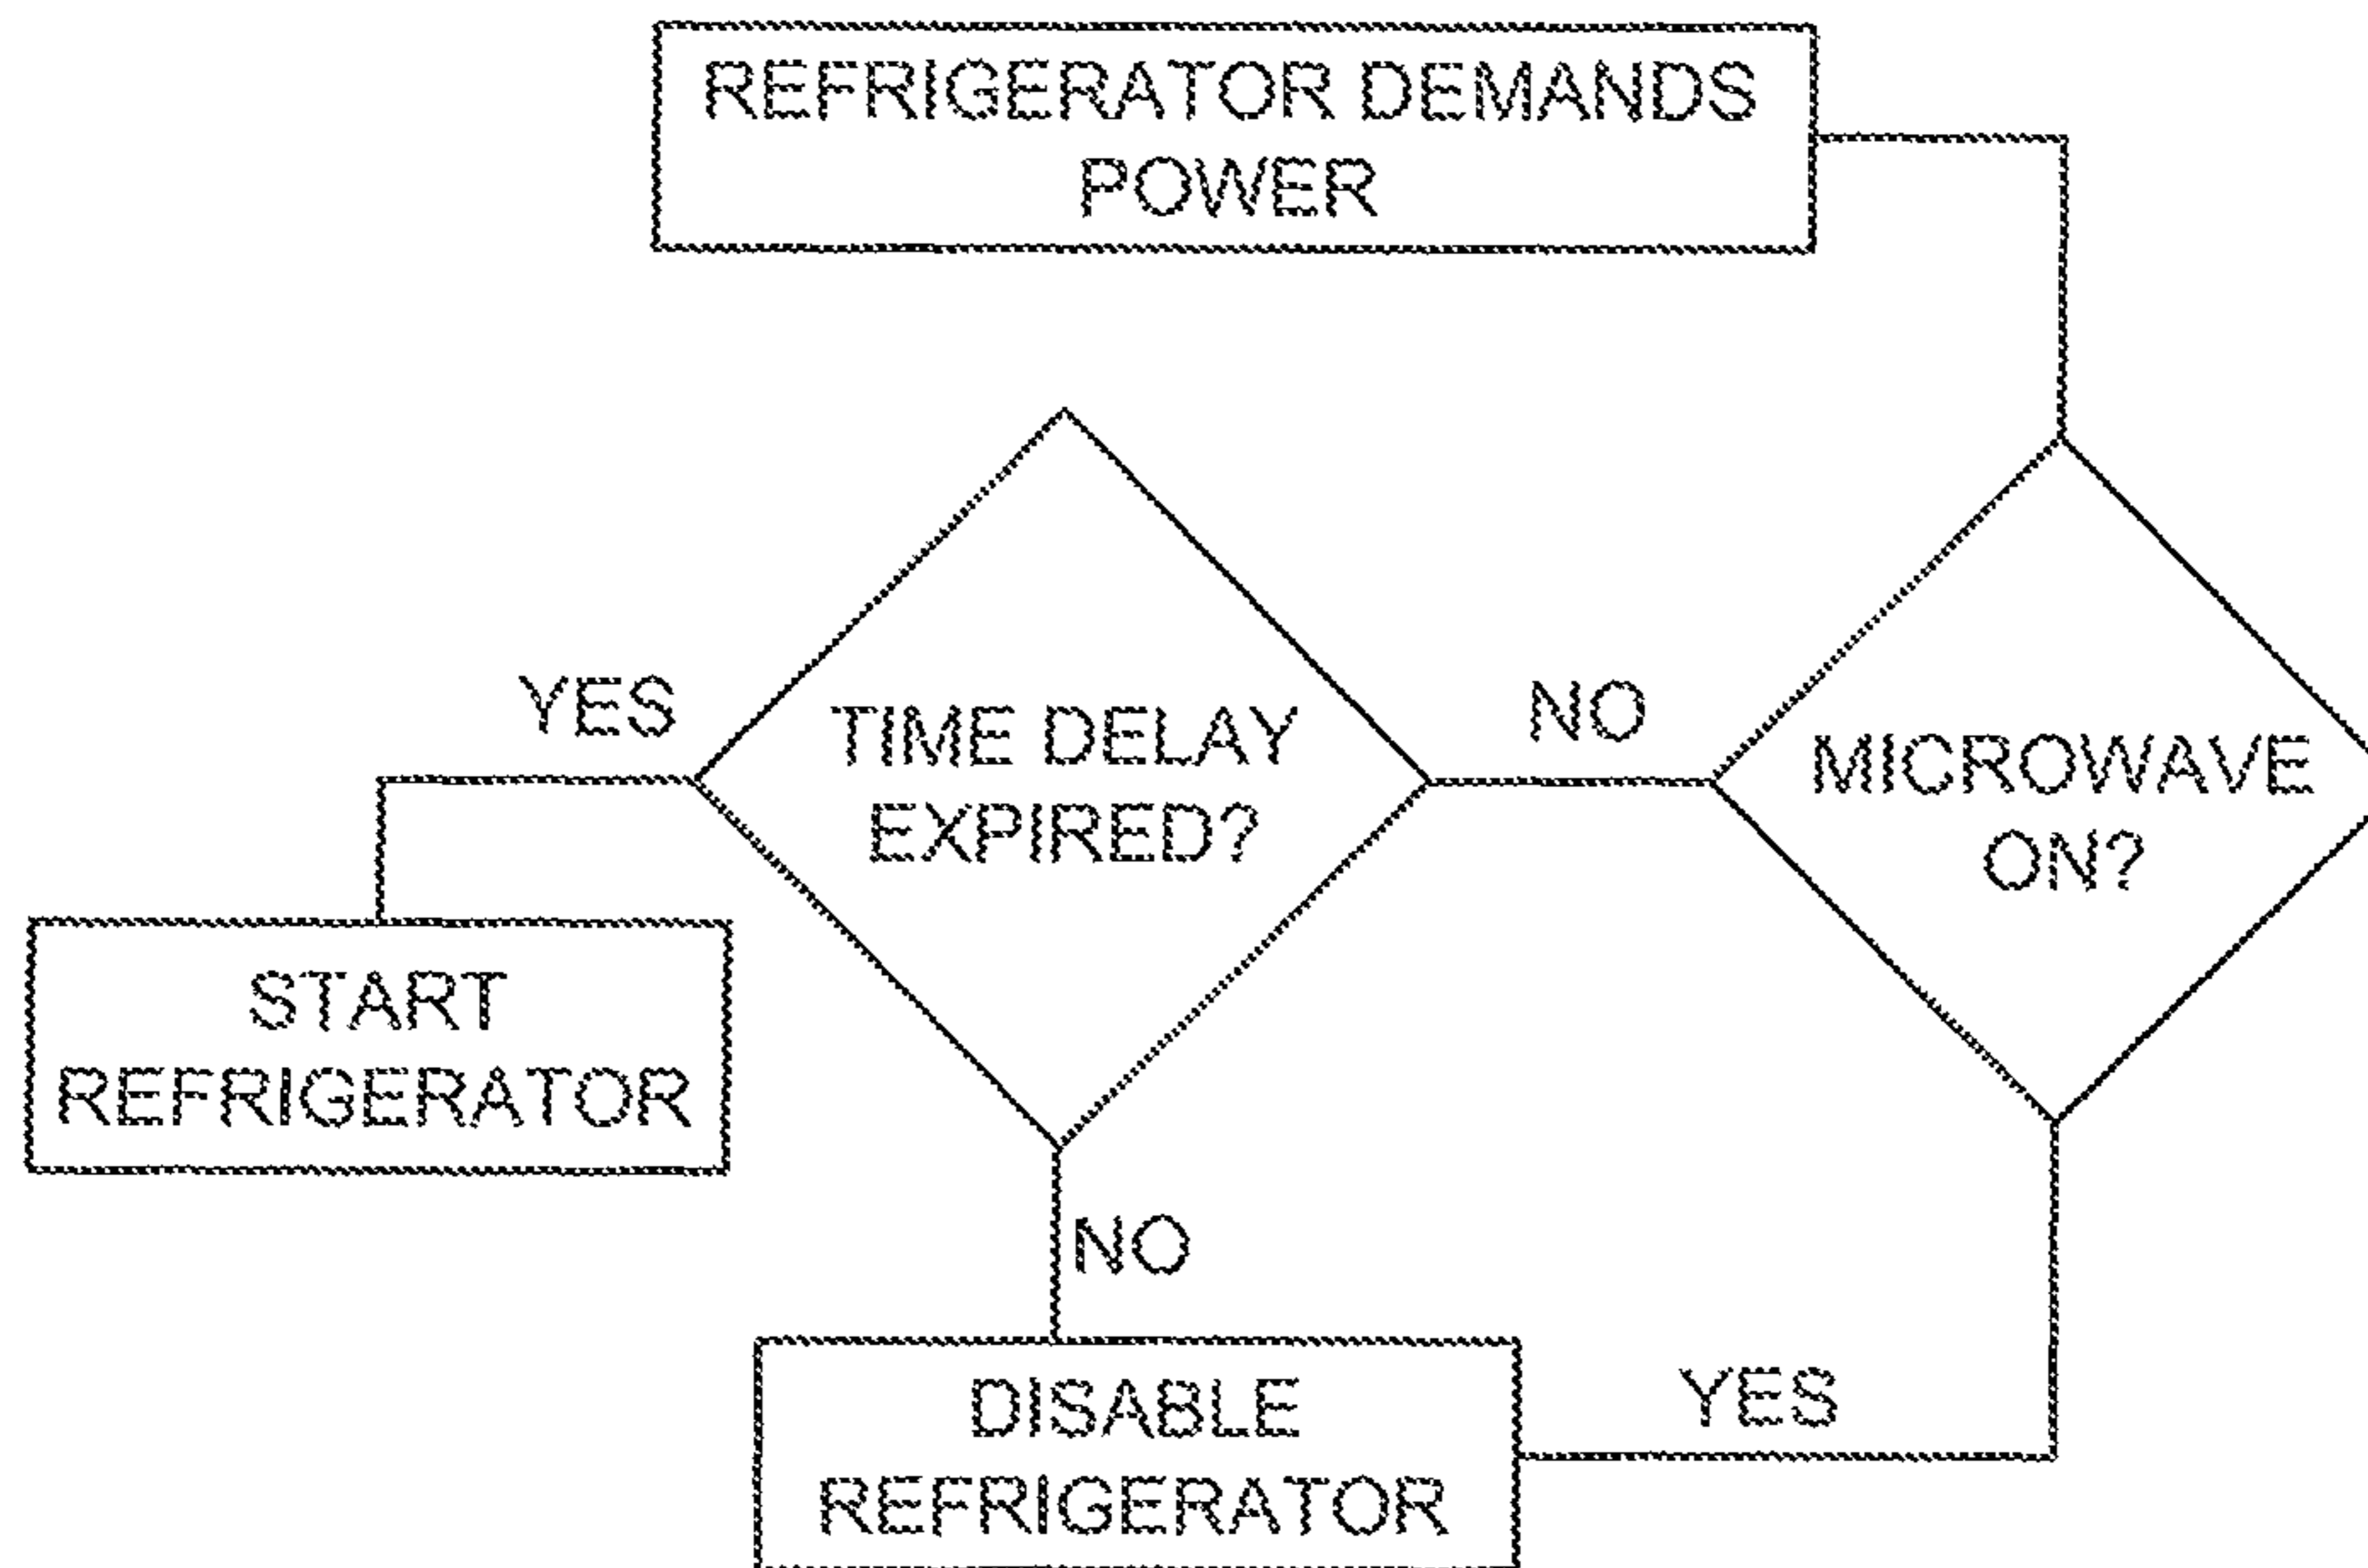 REFRIGERATOR DEMANDS
POWER
YES
TIME DELAY
EXPIRED?
NO
MICROWAVE
ON?
START
REFRIGERATOR
NO
DISABLE
REFRIGERATOR
YES